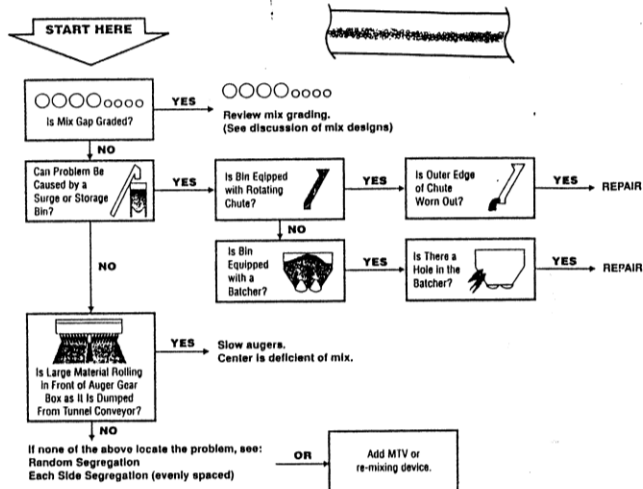 START HERE
YES
Is Mix Gap Graded?
Review mix grading.
(See discussion of mix designs)
NO
Can Problem Be
Caused by a
Surge or Storage
Bin?
YES
Is Bin Eqipped
with Rotating
Chute?
YES
Is Outer Edge
of Chute
Worn Out?
YES
REPAIR
NO
NO
Is Bin
Equipped
with a
Batcher?
YES
Is There a
Hole in the
Batcher?
YES
REPAIR
Is Large Material Rolling
in Front of Auger Gear
Box as It Is Dumped
From Tunnel Conveyor?
YES
Slow augers.
Center is deficient of mix.
NO
If none of the above locate the problem, see:
Random Segregation
Each Side Segregation (evenly spaced)
OR
Add MTV or
re-mixing device.